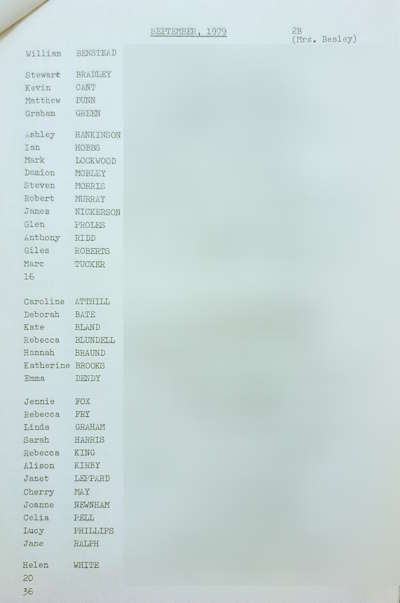 SEPTEMBER, 1979
2B
(Mrs. Besley)
William BENSTEAD
Stewart BRADLEY
Kevin CANT
Matthew DUNN
Graham GREEN
Ashley HANKINSON
Ian HOBBS
Mark LOCKWOOD
Damion MOBLEY
Steven MORRIS
Robert MURRAY
James NICKERSON
Glen PHOLES
Anthony RIDD
Giles ROBERTS
Marc TUCKER
16
Caroline ATTHILL
Deborah BATE
Kate BLAND
Rebecca BLUNDELL
Hannah BRAUND
Katherine BROOKS
Emma DENDY
Jennie FOX
Rebecca FRY
Linda GRAHAM
Sarah HARRIS
Rebecca KING
Alison KIRBY
Janet LEPPARD
Cherry MAY
Joanne NEWNHAM
Celia PELL
Lucy PHILLIPS
Jane RALPH
Helen WHITE
20
36